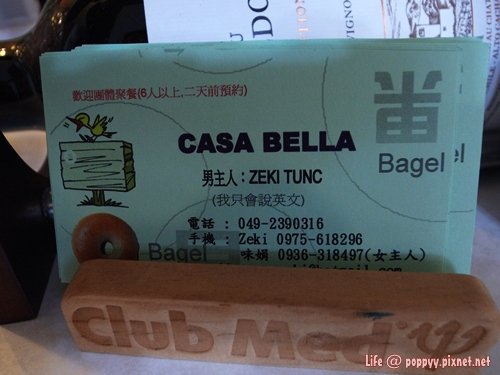 DO
VIGNO
歡迎團體聚餐(6人以上,二天前預約)
CASA BELLA
Bagel
男主人：ZEKI TUNC
(我只會說英文)
電話 : 049-2390316
手機 : Zeki 0975-618296
味娟 0936-318497(女主人)
Bagel
Club Med
Life @ poppyy.pixnet.net